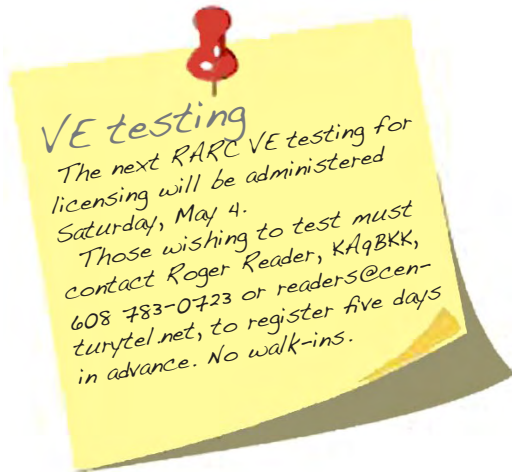 VE testing
The next RARC VE testing for
licensing will be administered
Saturday, May 4.
Those wishing to test must
contact Roger Reader, KA9BKK,
608 783-0723 or readers@cen-
turytel.net, to register five days
in advance. No walk-ins.